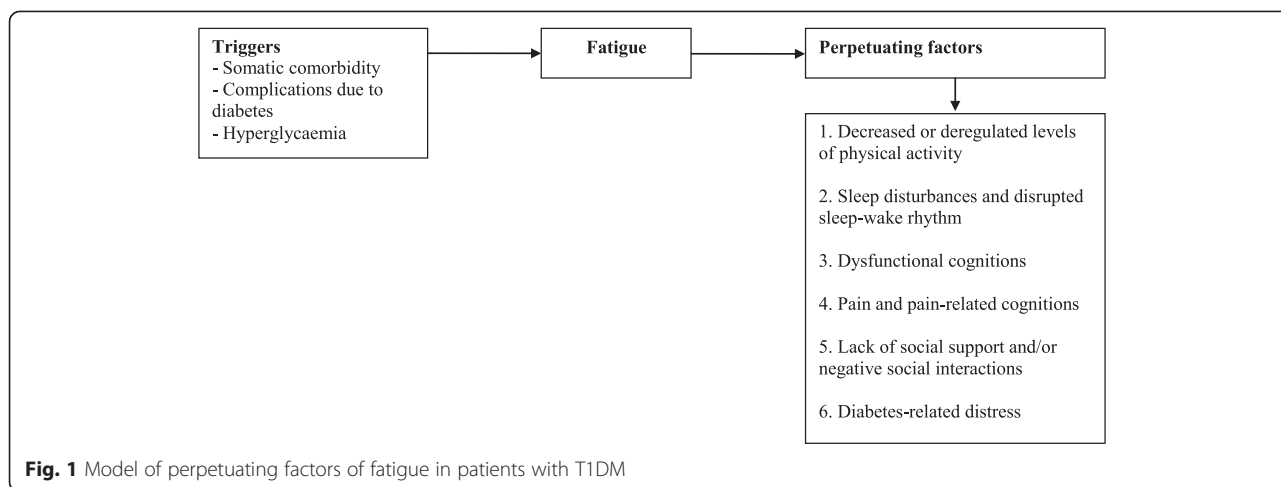 Triggers
- Somatic comorbidity
- Complications due to
diabetes
- Hyperglycaemia
Fatigue
Perpetuating factors
1. Decreased or deregulated levels
of physical activity
2. Sleep disturbances and disrupted
sleep-wake rhythm
3. Dysfunctional cognitions
4. Pain and pain-related cognitions
5. Lack of social support and/or
negative social interactions
6. Diabetes-related distress
Fig. 1 Model of perpetuating factors of fatigue in patients with T1DM